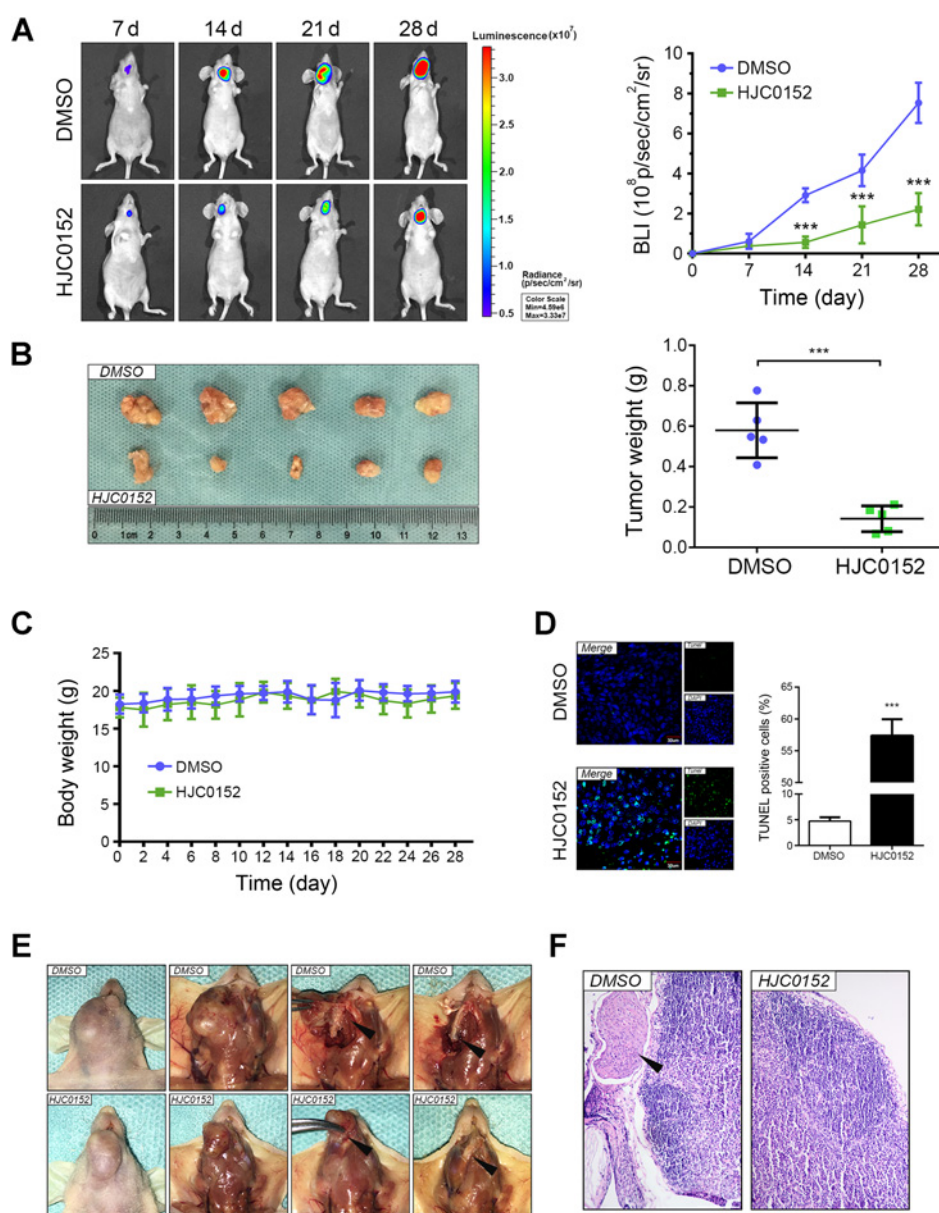 A
7 d 14 d 21 d 28 d
DMSO
HJC0152
Luminescence (x10⁷)
3.0
2.5
2.0
1.5
1.0
0.5
Radiance
(p/sec/cm²/sr)
Color Scale
Min=4.59e6
Max=3.33e7
BLI (10⁸p/sec/cm²/sr)
10
8
6
4
2
0
DMSO
HJC0152
*** *** ***
0 7 14 21 28
Time (day)
B
DMSO
HJC0152
0 1cm 2 3 4 5 6 7 8 9 10 11 12 13
Tumor weight (g)
1.0
0.8
0.6
0.4
0.2
0.0
***
DMSO HJC0152
C
Body weight (g)
25
20
15
10
5
0
DMSO
HJC0152
0 2 4 6 8 10 12 14 16 18 20 22 24 26 28
Time (day)
D
DMSO
Merge
Tunel
DAPI
50μm
HJC0152
Merge
Tunel
DAPI
50μm
TUNEL positive cells (%)
65
60
55
50
10
5
0
***
DMSO HJC0152
E
DMSO DMSO DMSO DMSO
HJC0152 HJC0152 HJC0152 HJC0152
F
DMSO HJC0152